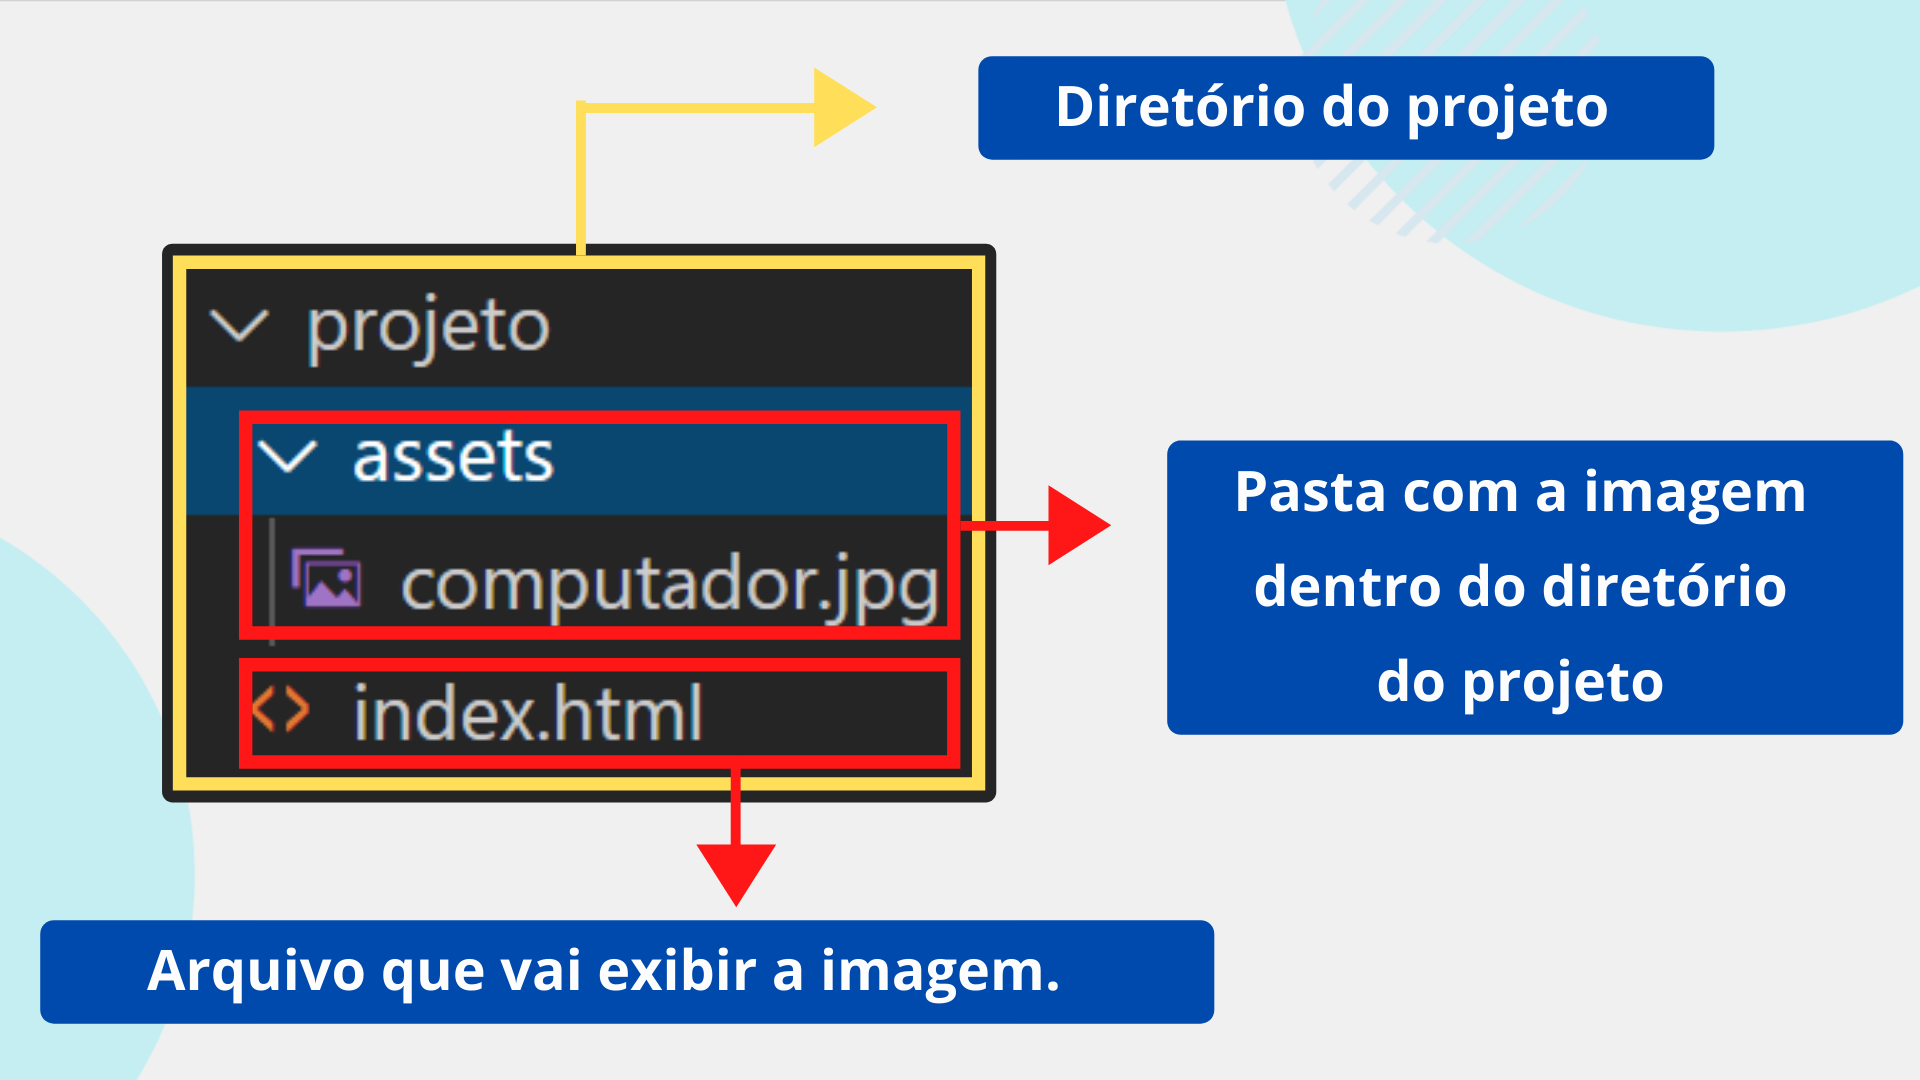 Diretório do projeto
projeto
assets
computador.jpg
index.html
Pasta com a imagem
dentro do diretório
do projeto
Arquivo que vai exibir a imagem.